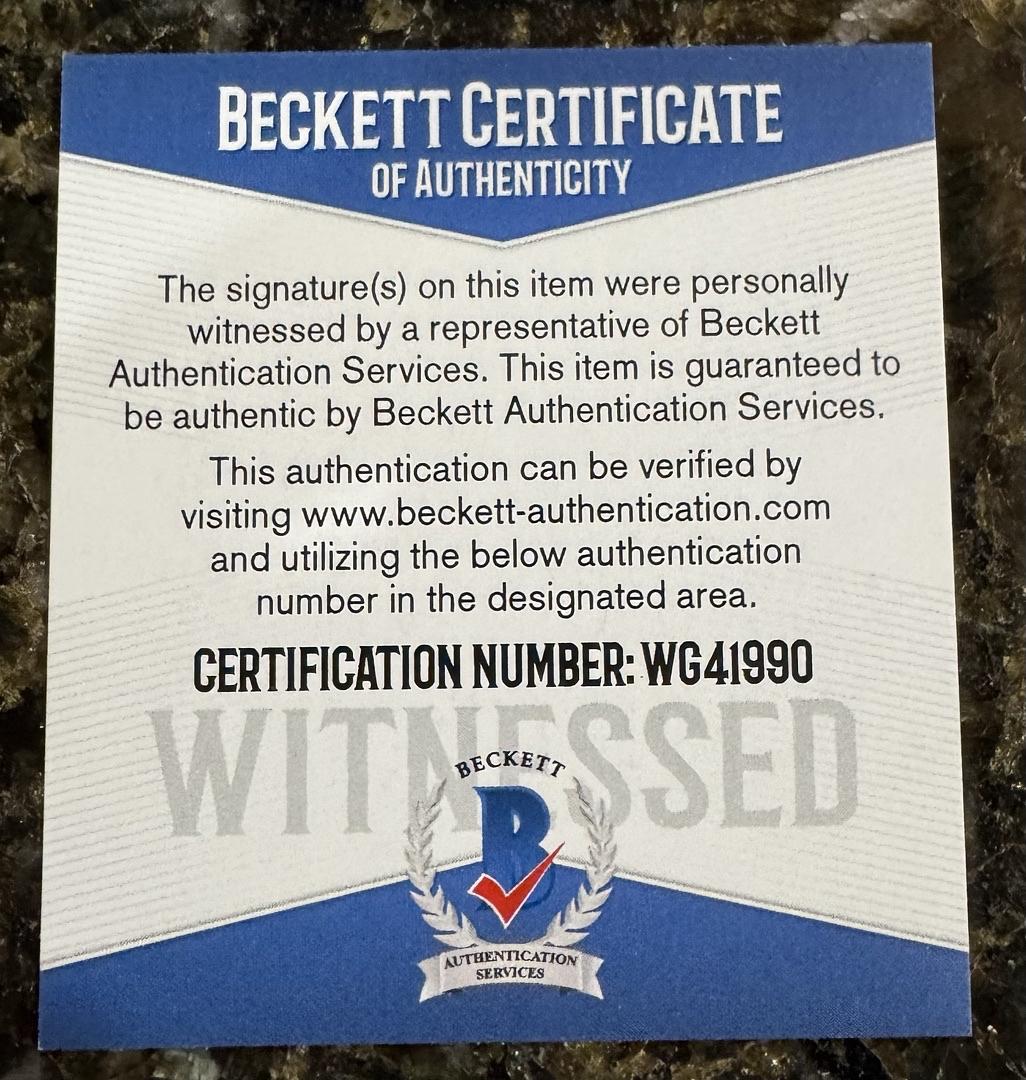 BECKETT CERTIFICATE
OF AUTHENTICITY
The signature(s) on this item were personally
witnessed by a representative of Beckett
Authentication Services. This item is guaranteed to
be authentic by Beckett Authentication Services.
This authentication can be verified by
visiting www.beckett-authentication.com
and utilizing the below authentication
number in the designated area.
CERTIFICATION NUMBER: WG41990
WITNESSED
BECKETT
B
AUTHENTICATION
SERVICES